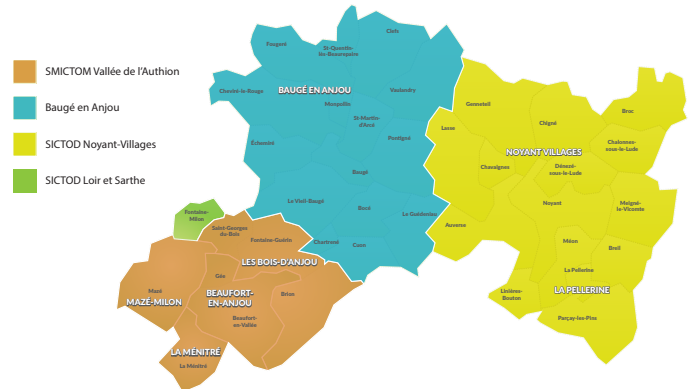 SMICTOM Vallée de l'Authion
Baugé en Anjou
SICTOD Noyant-Villages
SICTOD Loir et Sarthe
Clefs
Fougeré
St-Quentin-
les-Beaurepaire
Cheviré-le-Rouge
BAUGÉ EN ANJOU
Vaulandry
Montpollin
St-Martin-
d'Arcé
Pontigné
Échemiré
Baugé
Le Vieil-Baugé
Bocé
Le Guédeniau
Chartrené
Cuon
Genneteil
Lasse
Chigné
Broc
Chalonnes-
sous-le-Lude
NOYANT VILLAGES
Chavaignes
Dénezé-
sous-le-Lude
Noyant
Meigné-
le-Vicomte
Auverse
Méon
Breil
La Pellerine
LA PELLERINE
Linières-
Bouton
Parçay-les-Pins
Fontaine-
Milon
Saint-Georges
du-Bois
Fontaine-Guérin
LES BOIS-D'ANJOU
Gée
Mazé
MAZÉ-MILON
BEAUFORT-
EN-ANJOU
Brion
Beaufort-
en-Vallée
LA MÉNITRÉ
La Ménitré